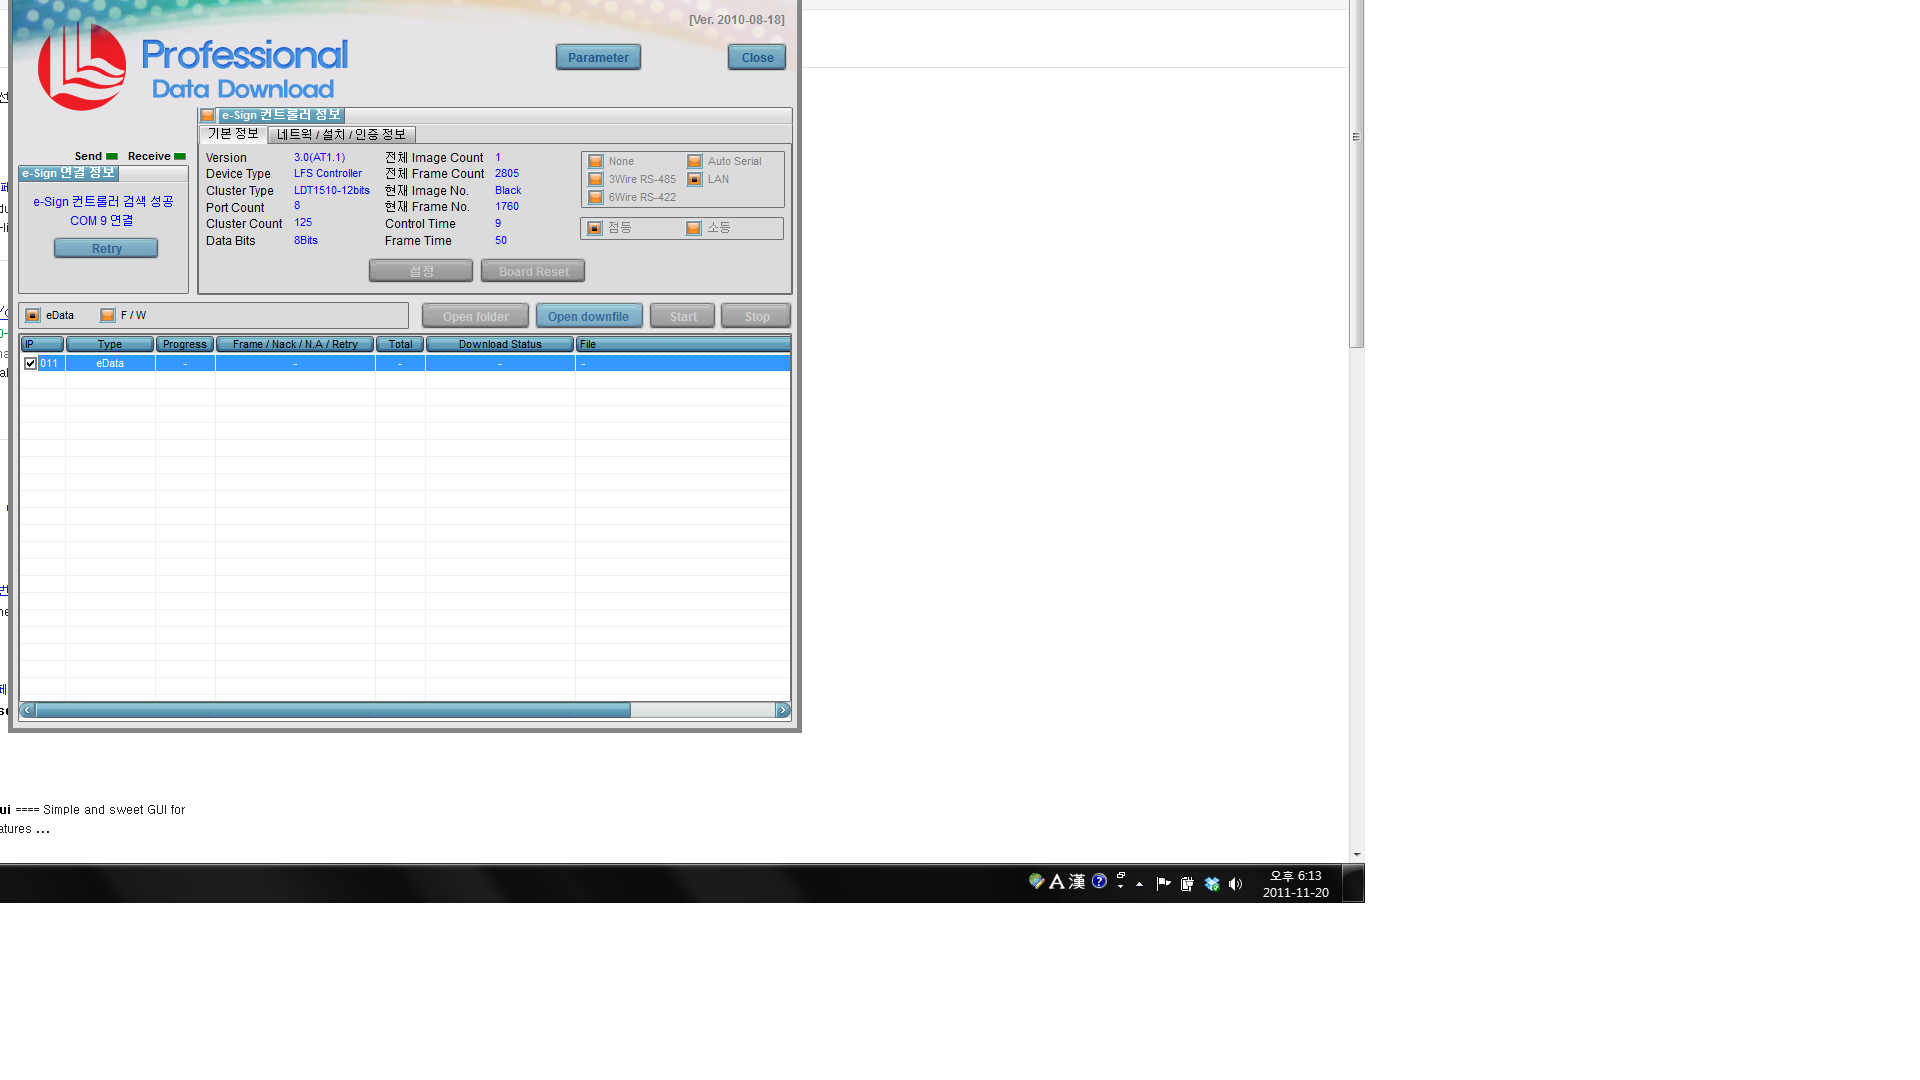 [Ver. 2010-08-18]
Professional
Data Download
Parameter
Close
e-Sign 컨트롤러 정보
기본 정보
네트웍 / 설치 / 인증 정보
Send
Receive
e-Sign 연결 정보
e-Sign 컨트롤러 검색 성공
COM 9 연결
Retry
Version 3.0(AT1.1) 전체 Image Count 1
Device Type LFS Controller 전체 Frame Count 2805
Cluster Type LDT1510-12bits 현재 Image No. Black
Port Count 8 현재 Frame No. 1760
Cluster Count 125 Control Time 9
Data Bits 8Bits Frame Time 50
None Auto Serial
3Wire RS-485 LAN
6Wire RS-422
점등 소등
설정 Board Reset
eData F / W
Open folder Open downfile Start Stop
IP Type Progress Frame / Nack / N.A / Retry Total Download Status File
011 eData - - - - -
ui ==== Simple and sweet GUI for
atures ...
A 漢
오후 6:13
2011-11-20